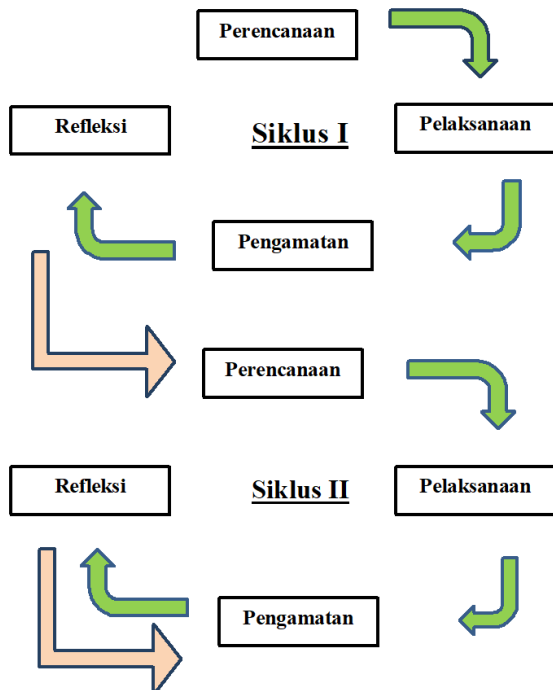 Perencanaan
Refleksi
Siklus I
Pelaksanaan
Pengamatan
Perencanaan
Refleksi
Siklus II
Pelaksanaan
Pengamatan